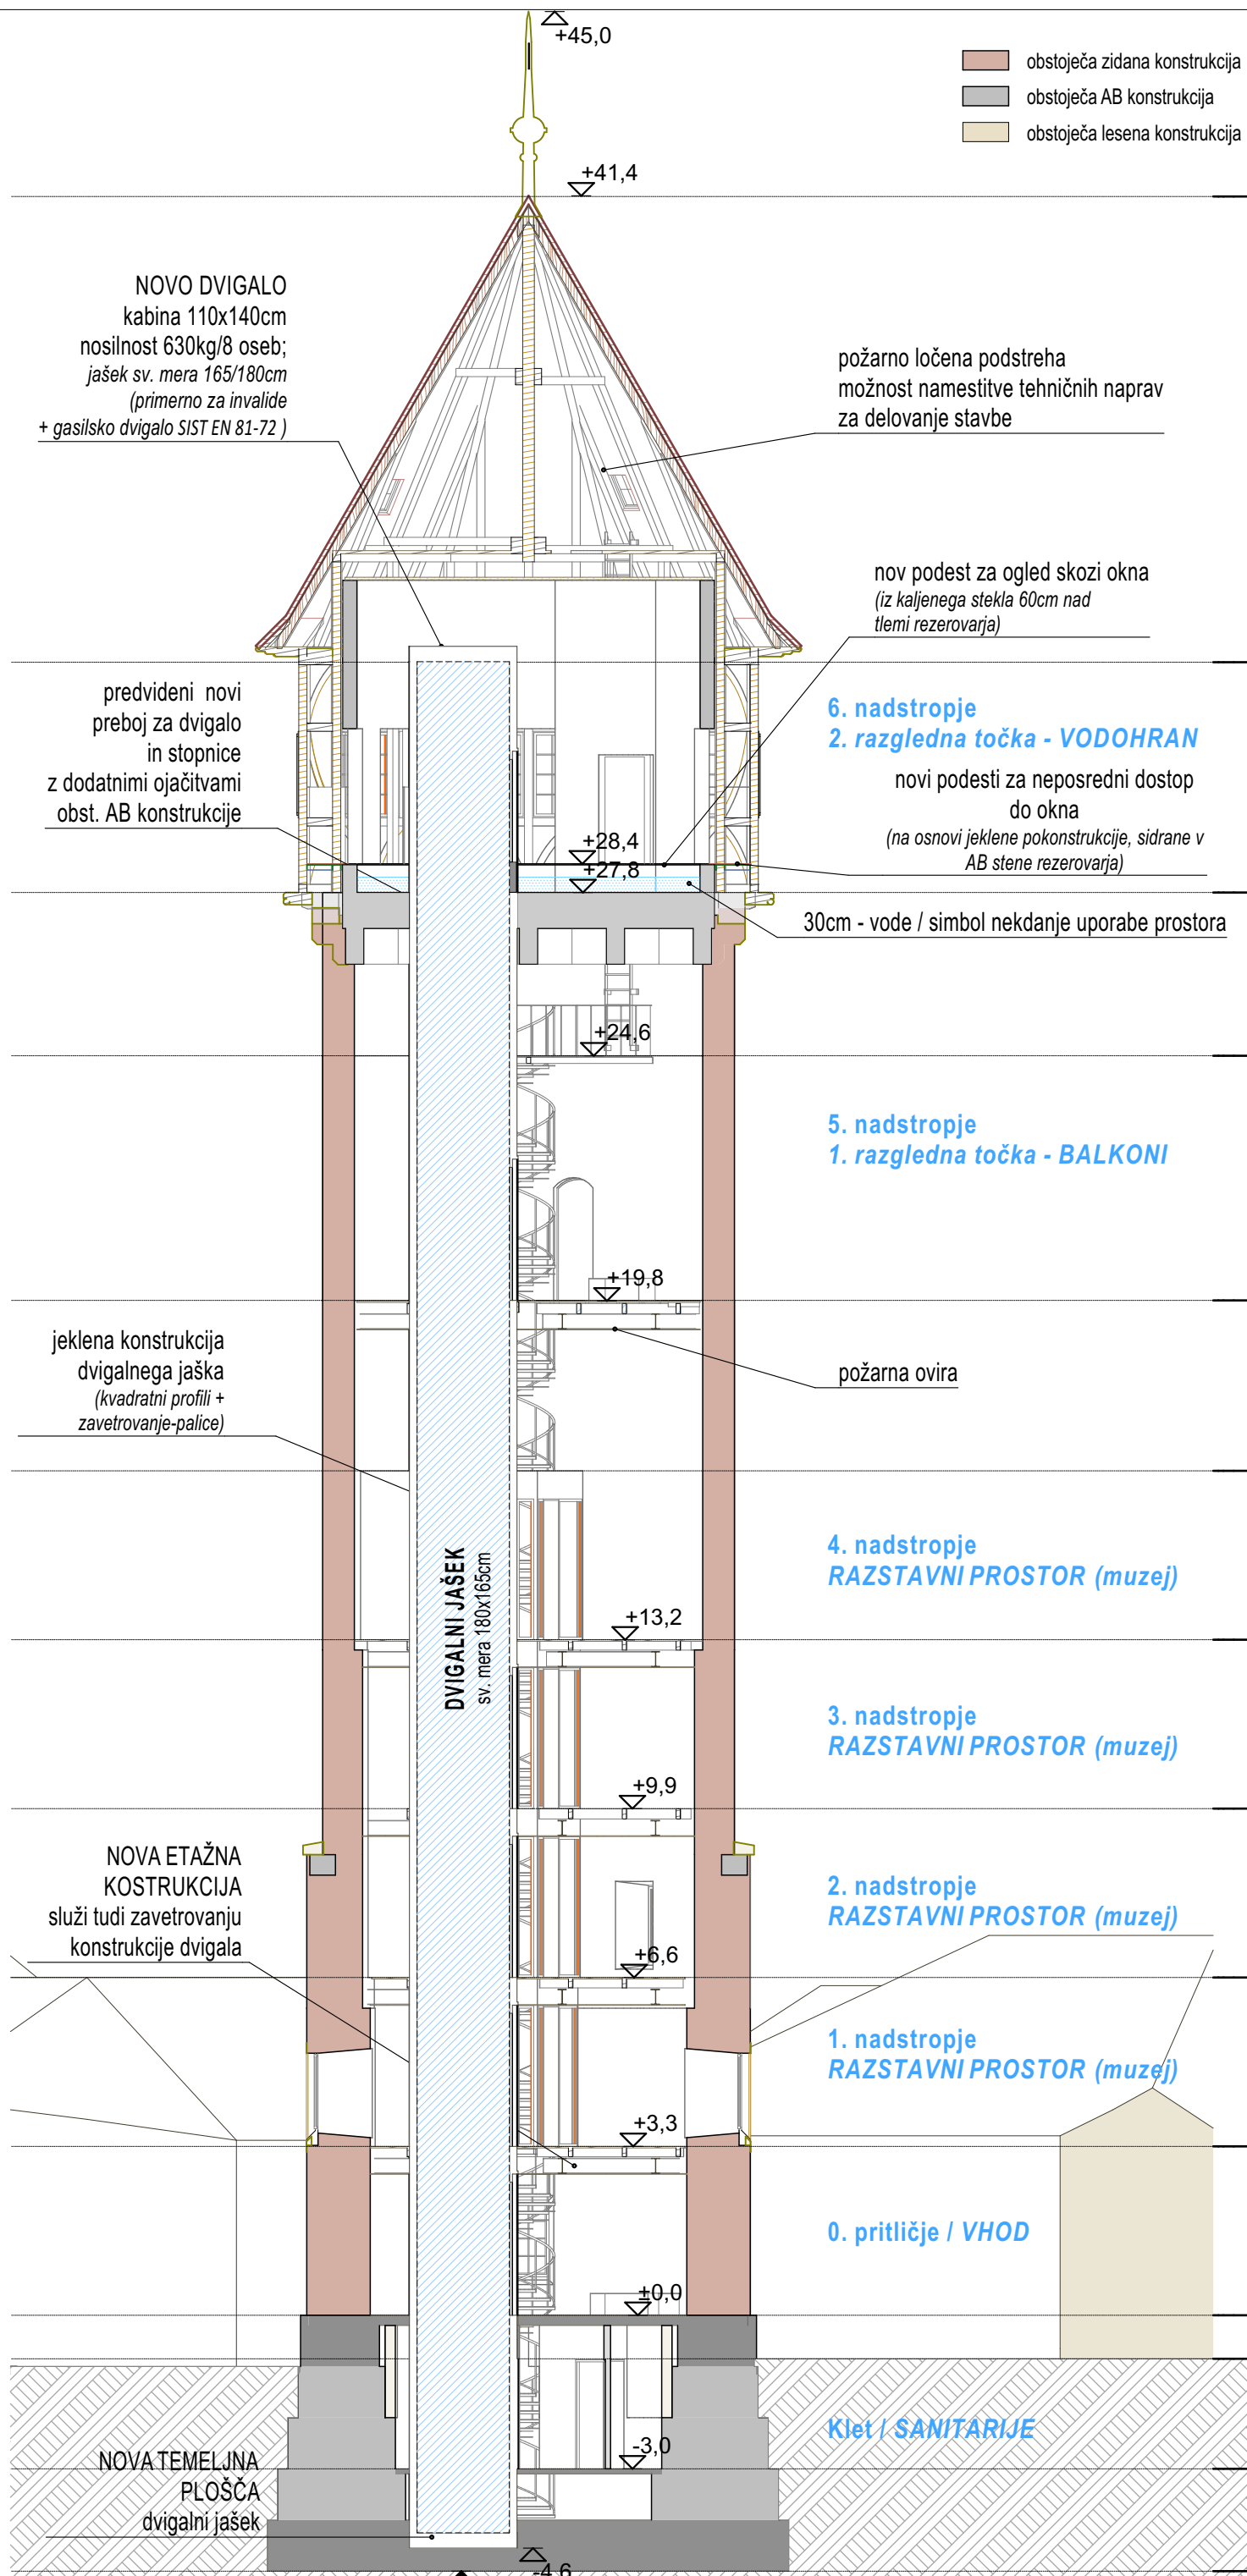 +45,0
obstoječa zidana konstrukcija
obstoječa AB konstrukcija
obstoječa lesena konstrukcija
+41,4
NOVO DVIGALO
kabina 110x140cm
nosilnost 630kg/8 oseb;
jašek sv. mera 165/180cm
(primerno za invalide
+ gasilsko dvigalo SIST EN 81-72 )
požarno ločena podstreha
možnost namestitve tehničnih naprav
za delovanje stavbe
nov podest za ogled skozi okna
(iz kaljenega stekla 60cm nad
tlemi rezerovarja)
predvideni novi
preboj za dvigalo
in stopnice
z dodatnimi ojačitvami
obst. AB konstrukcije
6. nadstropje
2. razgledna točka - VODOHRAN
novi podesti za neposredni dostop
do okna
(na osnovi jeklene pokonstrukcije, sidrane v
AB stene rezerovarja)
+28,4
+27,8
30cm - vode / simbol nekdanje uporabe prostora
+24,6
5. nadstropje
1. razgledna točka - BALKONI
+19,8
jeklena konstrukcija
dvigalnega jaška
(kvadratni profili +
zavetrovanje-palice)
požarna ovira
DVIGALNI JAŠEK
sv. mera 180x165cm
4. nadstropje
RAZSTAVNI PROSTOR (muzej)
+13,2
3. nadstropje
RAZSTAVNI PROSTOR (muzej)
+9,9
NOVA ETAŽNA
KOSTRUKCIJA
služi tudi zavetrovanju
konstrukcije dvigala
2. nadstropje
RAZSTAVNI PROSTOR (muzej)
+6,6
1. nadstropje
RAZSTAVNI PROSTOR (muzej)
+3,3
0. pritličje / VHOD
±0,0
Klet / SANITARIJE
-3,0
NOVA TEMELJNA
PLOŠČA
dvigalni jašek
-4,6